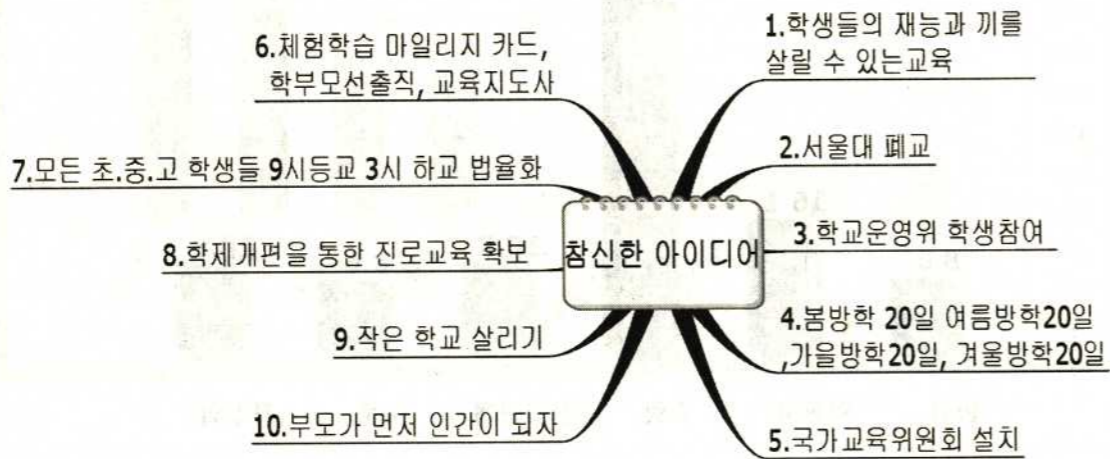 1.학생들의 재능과 끼를
살릴 수 있는교육
2.서울대 폐교
3.학교운영위 학생참여
4.봄방학 20일 여름방학20일
,가을방학20일, 겨울방학20일
5.국가교육위원회 설치
6.체험학습 마일리지 카드,
학부모선출직, 교육지도사
7.모든 초.중.고 학생들 9시등교 3시 하교 법율화
8.학제개편을 통한 진로교육 확보
9.작은 학교 살리기
10.부모가 먼저 인간이 되자
참신한 아이디어